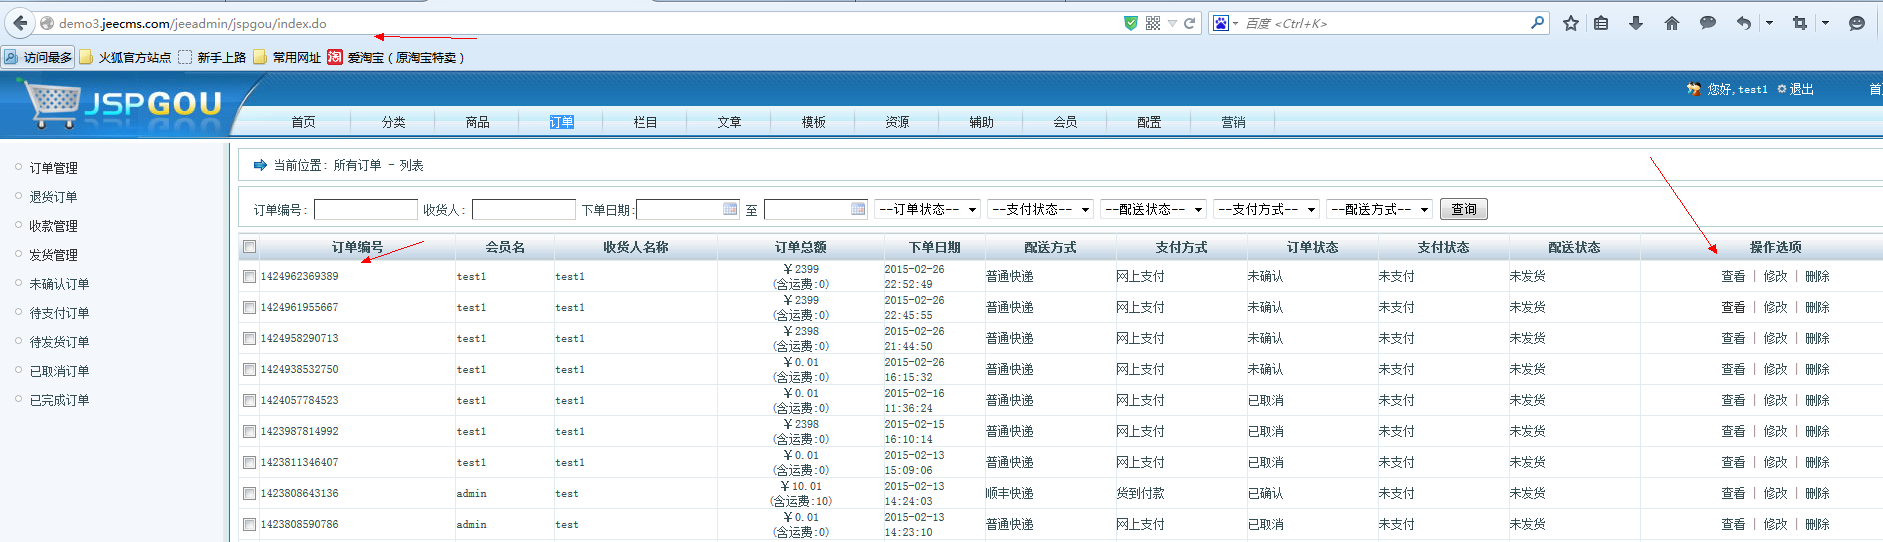 demo3.jeecms.com/jeeadmin/jspgou/index.do
百度 <Ctrl+K>
访问最多 火狐官方站点 新手上路 常用网址 淘 爱淘宝（原淘宝特卖）
JSPGOU
您好,test1 退出
首页 分类 商品 订单 栏目 文章 模板 资源 辅助 会员 配置 营销
订单管理
退货订单
收款管理
发货管理
未确认订单
待支付订单
待发货订单
已取消订单
已完成订单
当前位置: 所有订单 - 列表
订单编号: 收货人: 下单日期: 至 --订单状态-- --支付状态-- --配送状态-- --支付方式-- --配送方式-- 查询
订单编号 会员名 收货人名称 订单总额 下单日期 配送方式 支付方式 订单状态 支付状态 配送状态 操作选项
1424962369389 test1 test1 ￥2399 (含运费:0) 2015-02-26 22:52:49 普通快递 网上支付 未确认 未支付 未发货 查看 | 修改 | 删除
1424961955667 test1 test1 ￥2399 (含运费:0) 2015-02-26 22:45:55 普通快递 网上支付 未确认 未支付 未发货 查看 | 修改 | 删除
1424958290713 test1 test1 ￥2398 (含运费:0) 2015-02-26 21:44:50 普通快递 网上支付 未确认 未支付 未发货 查看 | 修改 | 删除
1424938532750 test1 test1 ￥0.01 (含运费:0) 2015-02-26 16:15:32 普通快递 网上支付 未确认 未支付 未发货 查看 | 修改 | 删除
1424057784523 test1 test1 ￥0.01 (含运费:0) 2015-02-16 11:36:24 普通快递 网上支付 已取消 未支付 未发货 查看 | 修改 | 删除
1423987814992 test1 test1 ￥2398 (含运费:0) 2015-02-15 16:10:14 普通快递 网上支付 已取消 未支付 未发货 查看 | 修改 | 删除
1423811346407 test1 test1 ￥0.01 (含运费:0) 2015-02-13 15:09:06 普通快递 网上支付 已取消 未支付 未发货 查看 | 修改 | 删除
1423808643136 admin test ￥10.01 (含运费:10) 2015-02-13 14:24:03 顺丰快递 货到付款 已确认 未支付 未发货 查看 | 修改 | 删除
1423808590786 admin test ￥0.01 (含运费:0) 2015-02-13 14:23:10 普通快递 网上支付 已取消 未支付 未发货 查看 | 修改 | 删除